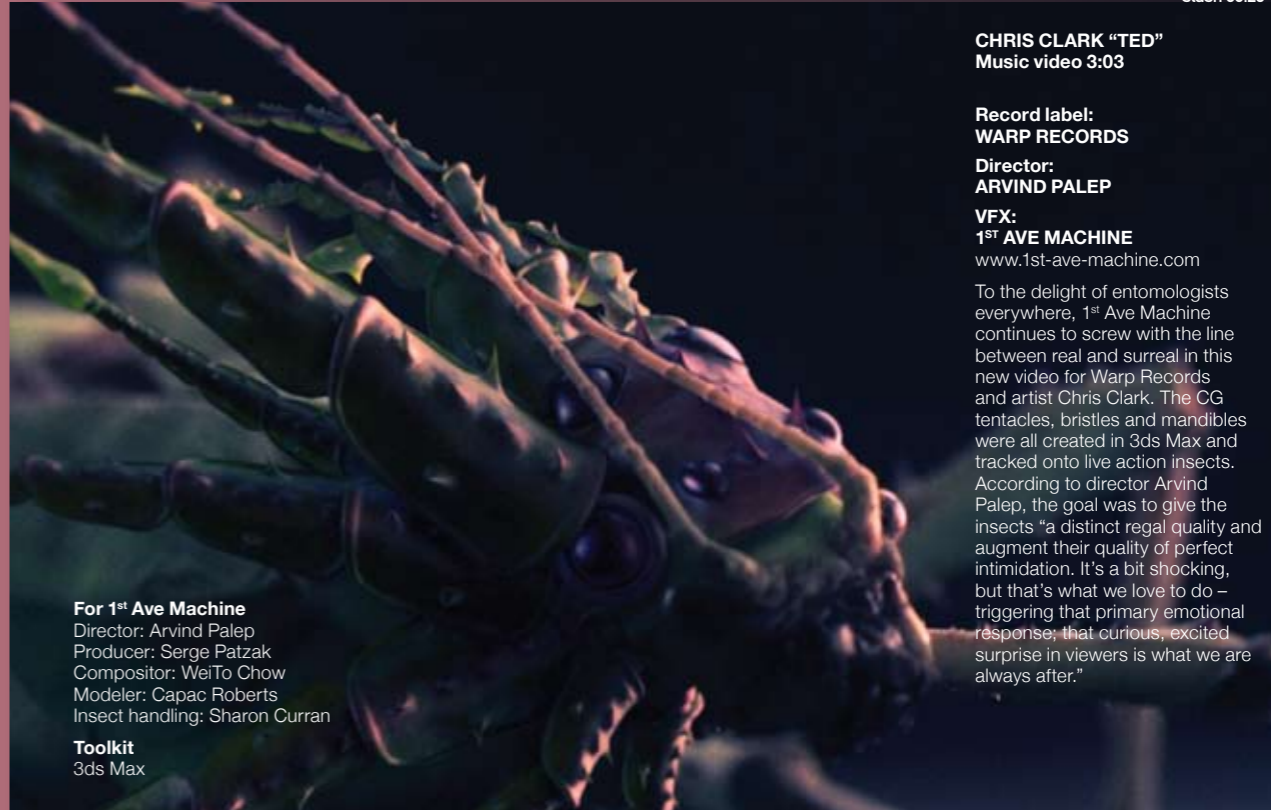 CHRIS CLARK “TED”
Music video 3:03
Record label:
WARP RECORDS
Director:
ARVIND PALEP
VFX:
1ST AVE MACHINE
www.1st-ave-machine.com
To the delight of entomologists
everywhere, 1st Ave Machine
continues to screw with the line
between real and surreal in this
new video for Warp Records
and artist Chris Clark. The CG
tentacles, bristles and mandibles
were all created in 3ds Max and
tracked onto live action insects.
According to director Arvind
Palep, the goal was to give the
insects “a distinct regal quality and
augment their quality of perfect
intimidation. It’s a bit shocking,
but that’s what we love to do –
triggering that primary emotional
response; that curious, excited
surprise in viewers is what we are
always after.”
For 1st Ave Machine
Director: Arvind Palep
Producer: Serge Patzak
Compositor: WeiTo Chow
Modeler: Capac Roberts
Insect handling: Sharon Curran
Toolkit
3ds Max